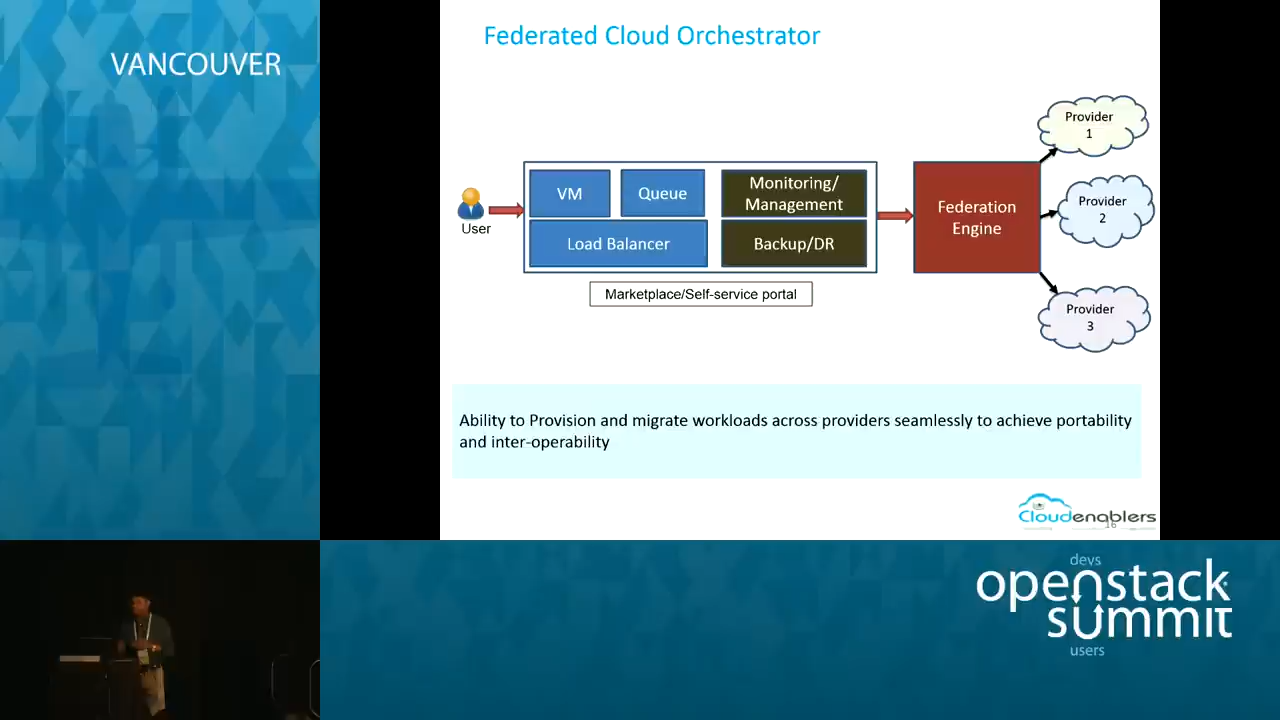 VANCOUVER
Federated Cloud Orchestrator
Provider
1
VM
Queue
Monitoring/
Management
Load Balancer
Backup/DR
User
Federation
Engine
Provider
2
Marketplace/Self-service portal
Provider
3
Ability to Provision and migrate workloads across providers seamlessly to achieve portability
and inter-operability
Cloudenablers
16
devs
openstack
summit
users